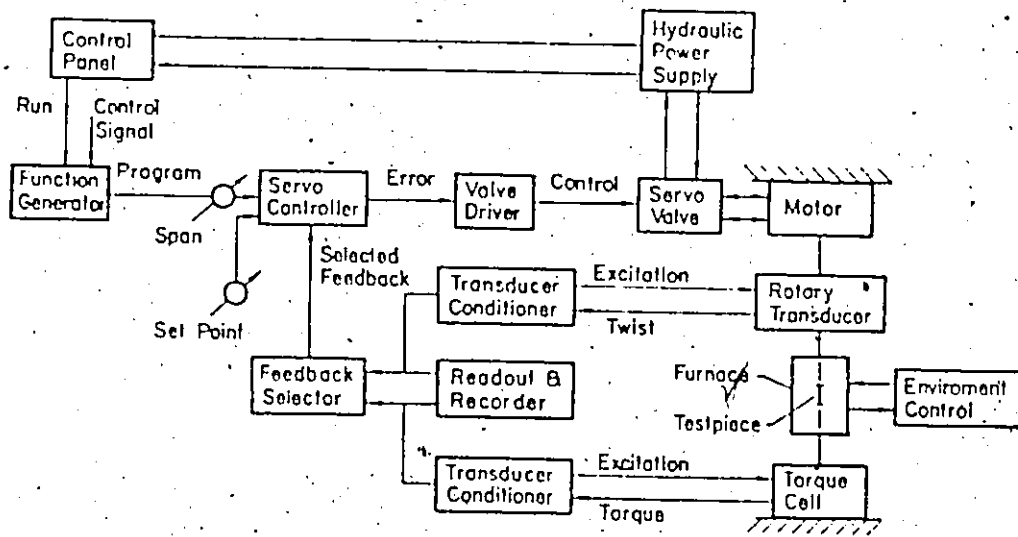 Control
Panel
Hydraulic
Power
Supply
Run
Control
Signal
Function
Generator
Program
Span
Servo
Controller
Error
Valve
Driver
Control
Servo
Valve
Motor
Set Point
Selected
Feedback
Transducer
Conditioner
Excitation
Twist
Rotary
Transducer
Feedback
Selector
Readout &
Recorder
Furnace
Testpiece
Enviroment
Control
Transducer
Conditioner
Excitation
Torque
Torque
Cell